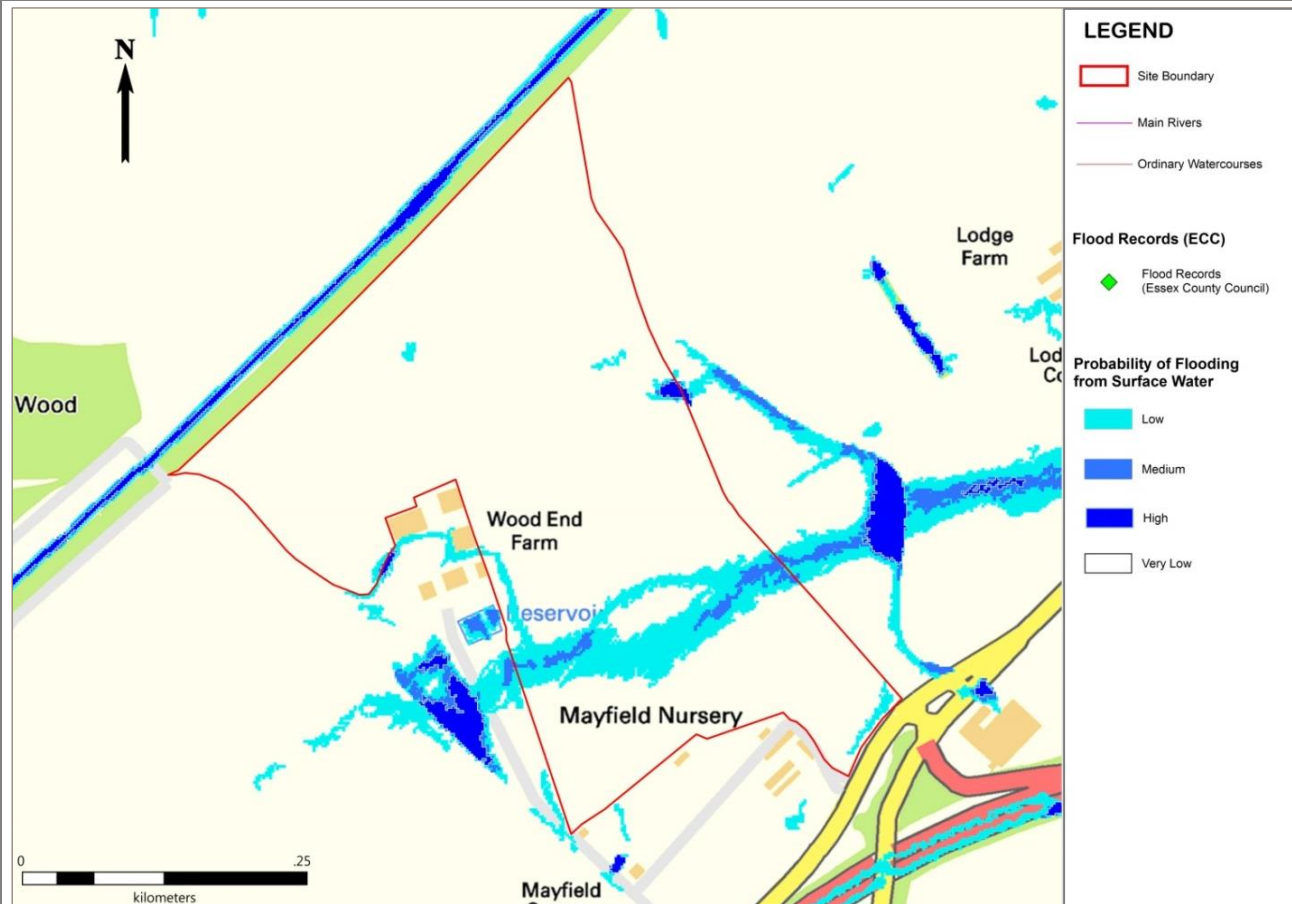 N
Wood
Lodge
Farm
Lod
Wood End
Farm
Reservoi
Mayfield Nursery
Mayfield
0
.25
kilometers
LEGEND
Site Boundary
Main Rivers
Ordinary Watercourses
Flood Records (ECC)
Flood Records
(Essex County Council)
Probability of Flooding
from Surface Water
Low
Medium
High
Very Low